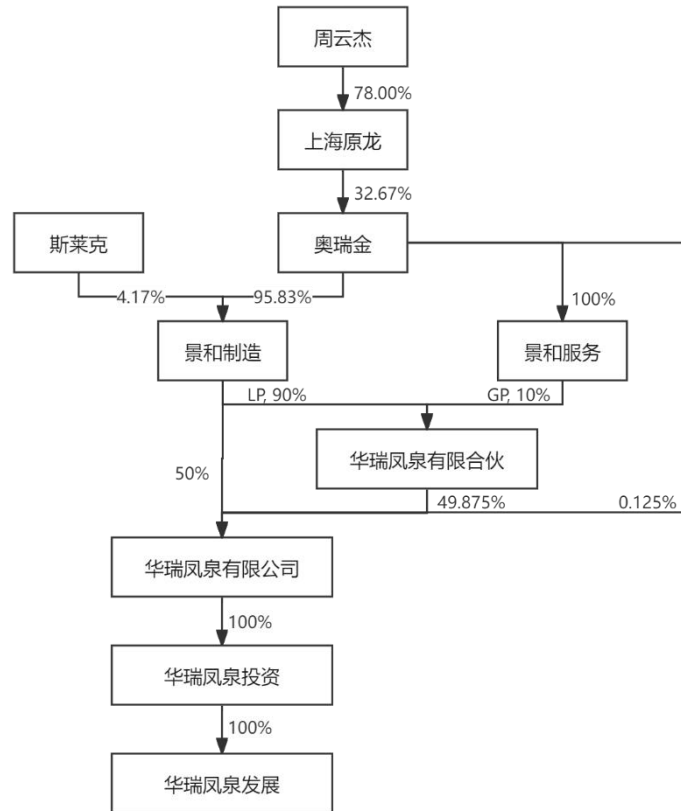 周云杰
78.00%
上海原龙
32.67%
斯莱克
奥瑞金
4.17%
95.83%
100%
景和制造
景和服务
LP, 90%
GP, 10%
华瑞凤泉有限合伙
50%
49.875%
0.125%
华瑞凤泉有限公司
100%
华瑞凤泉投资
100%
华瑞凤泉发展